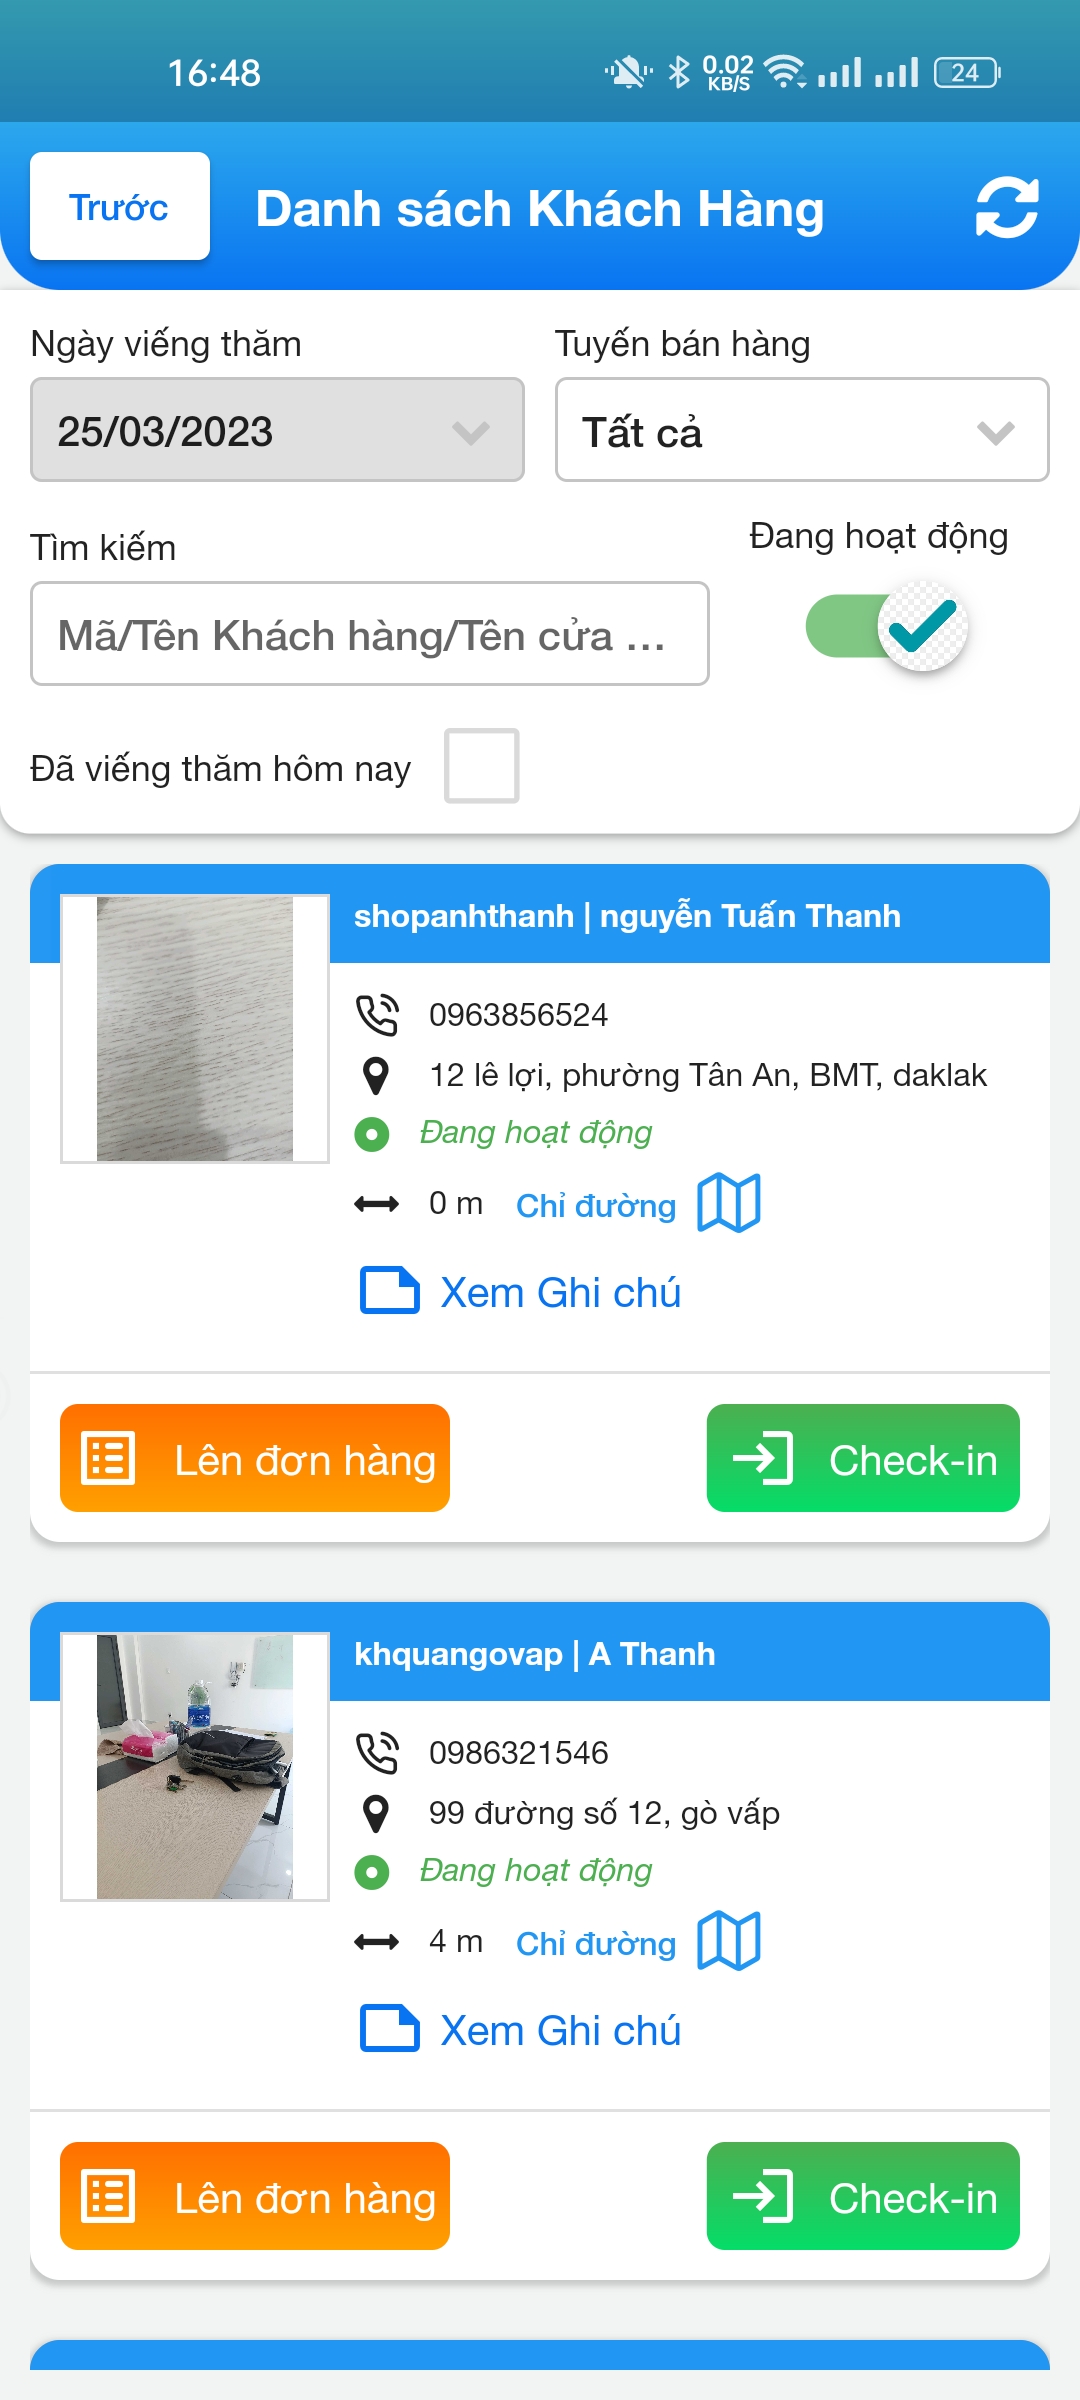 16:48
0.02
KB/S
24
Trước
Danh sách Khách Hàng
Ngày viếng thăm
Tuyến bán hàng
25/03/2023
Tất cả
Tìm kiếm
Đang hoạt động
Mã/Tên Khách hàng/Tên cửa ...
Đã viếng thăm hôm nay
shopanhthanh | nguyễn Tuấn Thanh
0963856524
12 lê lợi, phường Tân An, BMT, daklak
Đang hoạt động
0 m
Chỉ đường
Xem Ghi chú
Lên đơn hàng
Check-in
khquangovap | A Thanh
0986321546
99 đường số 12, gò vấp
Đang hoạt động
4 m
Chỉ đường
Xem Ghi chú
Lên đơn hàng
Check-in